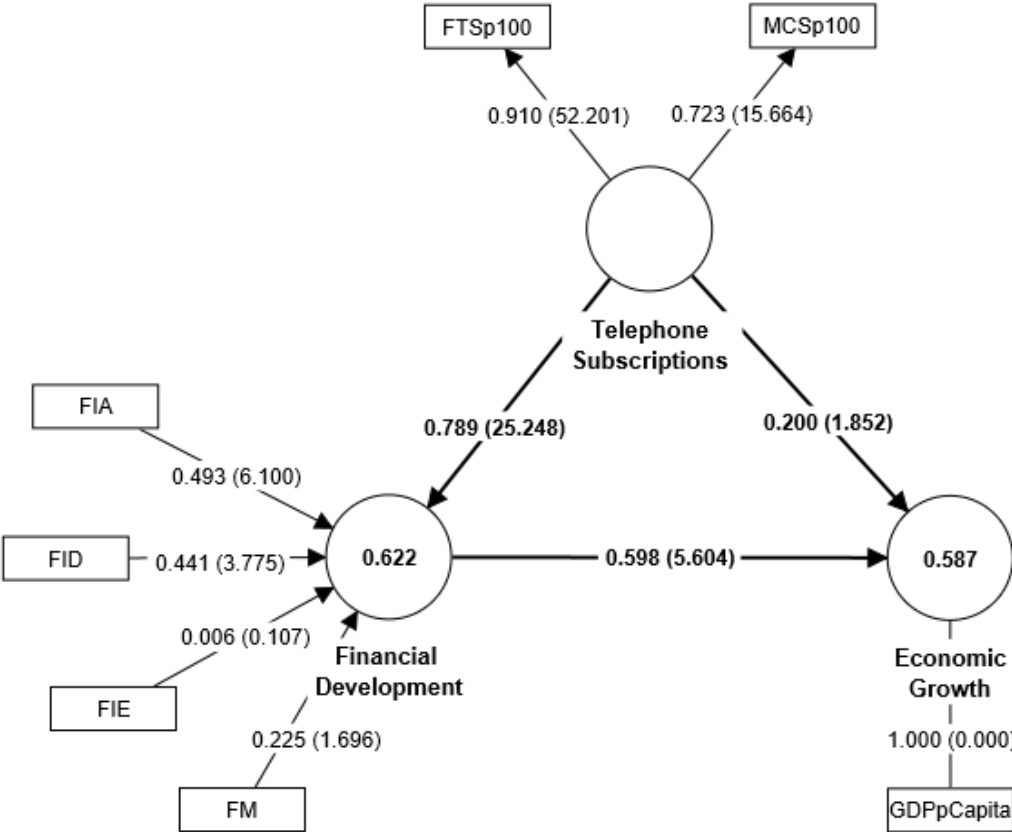 FTSp100
MCSp100
0.910 (52.201)
0.723 (15.664)
Telephone
Subscriptions
FIA
0.789 (25.248)
0.200 (1.852)
0.493 (6.100)
FID
0.441 (3.775)
0.622
0.598 (5.604)
0.587
0.006 (0.107)
Financial
Development
Economic
Growth
FIE
0.225 (1.696)
1.000 (0.000)
FM
GDPpCapita